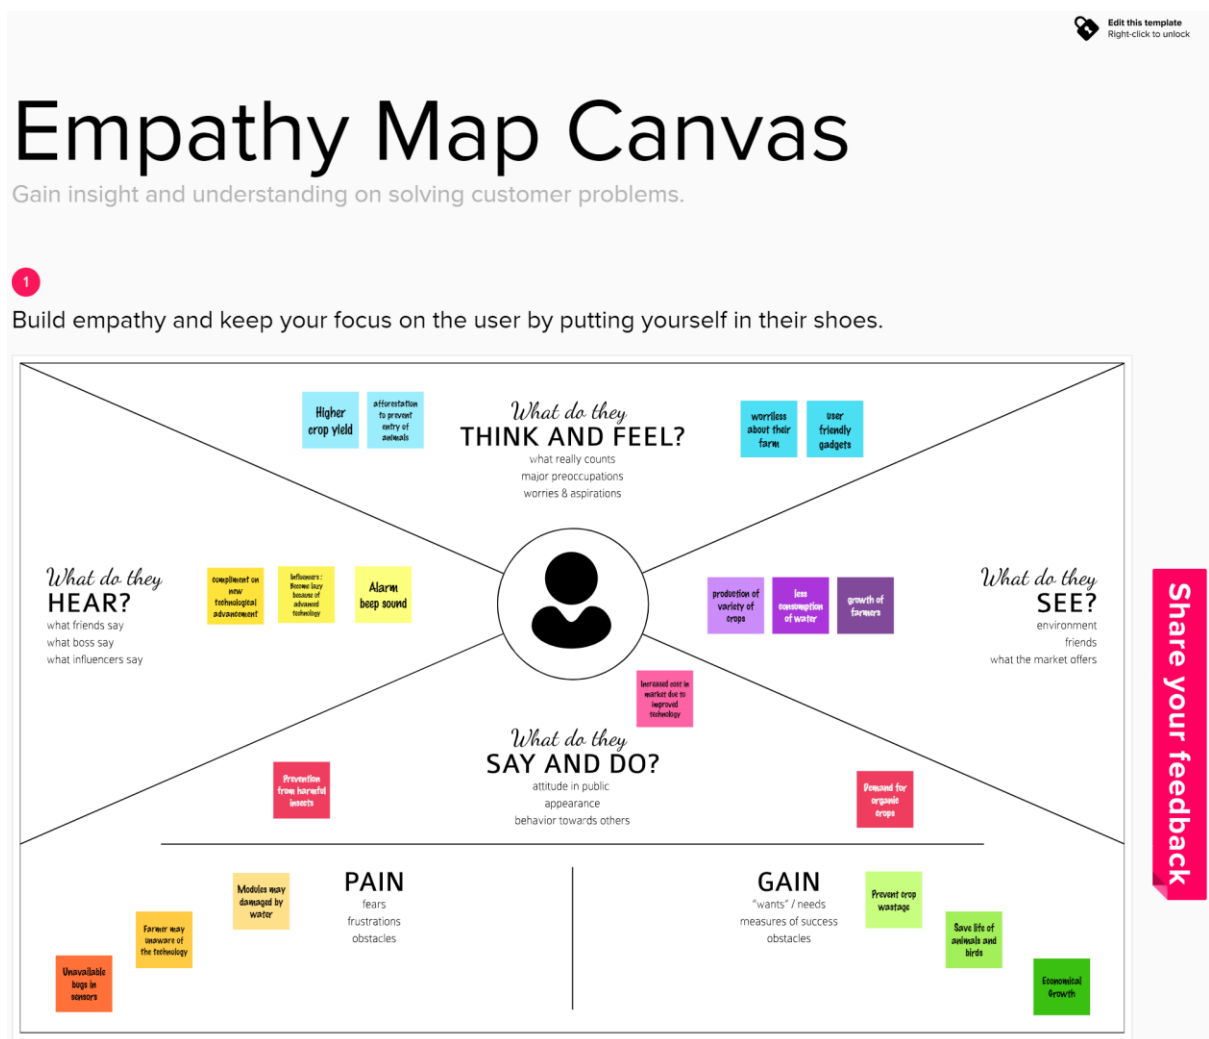 Edit this template
Right-click to unlock
Empathy Map Canvas
Gain insight and understanding on solving customer problems.
1
Build empathy and keep your focus on the user by putting yourself in their shoes.
What do they
THINK AND FEEL?
what really counts
major preoccupations
worries & aspirations
Higher
crop yield
afforestation
to prevent
entry of
animals
worriless
about their
farm
user
friendly
gadgets
What do they
HEAR?
what friends say
what boss say
what influencers say
compliment on
new
technological
advancement
Influencers :
Become lazy
because of
advanced
technology
Alarm
beep sound
production of
variety of
crops
less
consumption
of water
growth of
farmers
What do they
SEE?
environment
friends
what the market offers
Increased cost in
market due to
improved
technology
What do they
SAY AND DO?
attitude in public
appearance
behavior towards others
Prevention
from harmful
insects
Demand for
organic
crops
PAIN
fears
frustrations
obstacles
Modules may
damaged by
water
Farmer may
unaware of
the technology
Unavailable
bugs in
sensors
GAIN
"wants" / needs
measures of success
obstacles
Prevent crop
wastage
Save life of
animals and
birds
Economical
Growth
Share your feedback